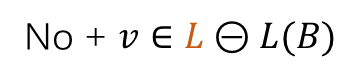 No + v ∈ L ⊖ L(B)